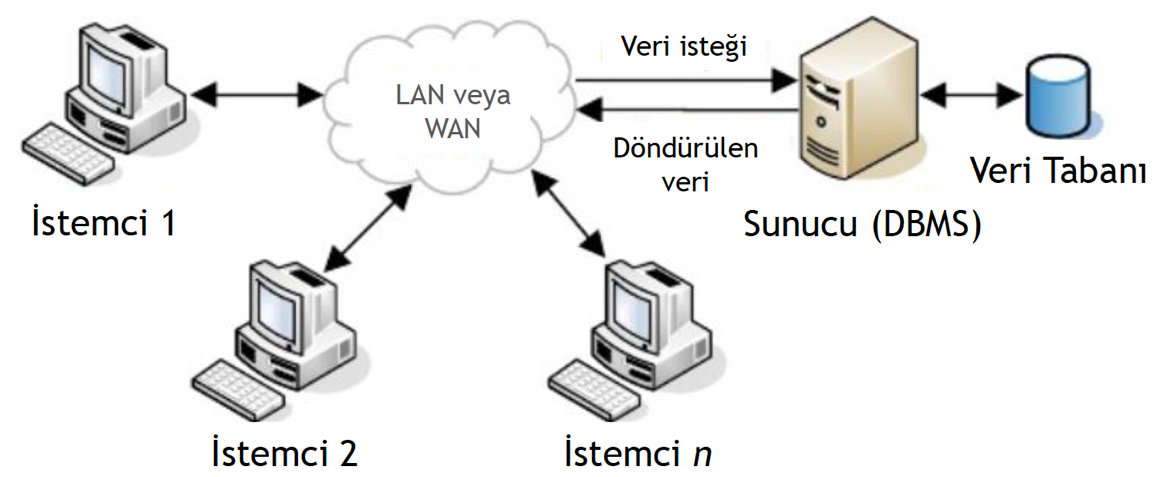 Veri isteği
LAN veya
WAN
Döndürülen
veri
Veri Tabanı
İstemci 1
Sunucu (DBMS)
İstemci 2
İstemci n